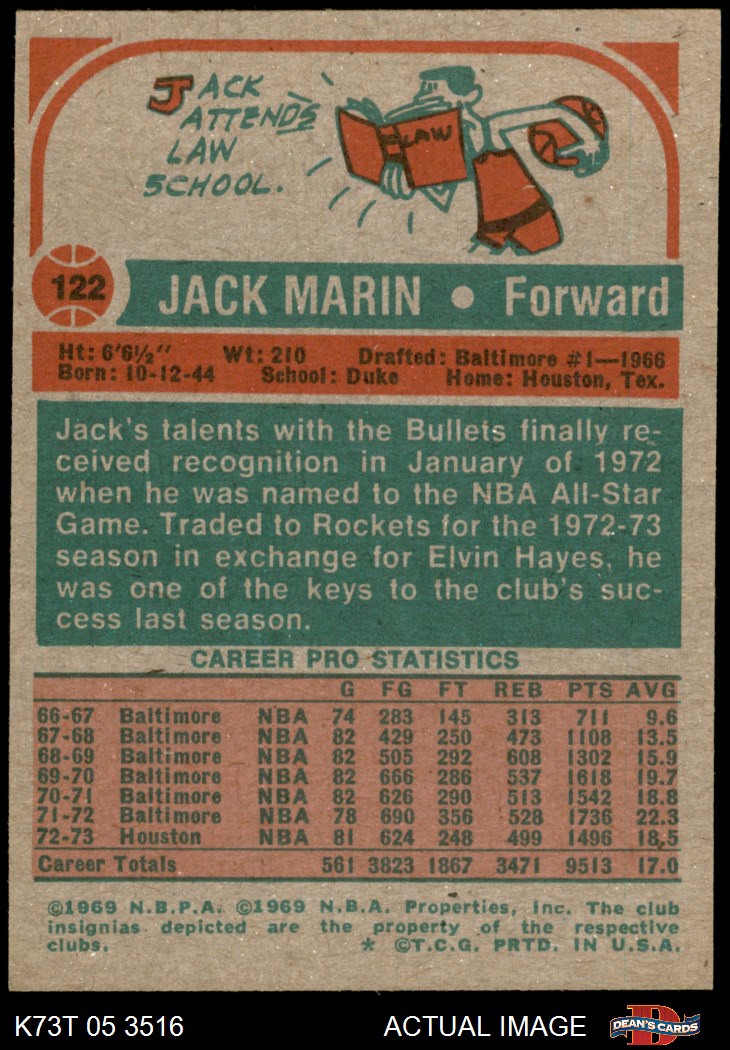 JACK
ATTENDS
LAW
SCHOOL.
LAW
122
JACK MARIN • Forward
Ht: 6'6½" Wt: 210 Drafted: Baltimore #1—1966
Born: 10-12-44 School: Duke Home: Houston, Tex.
Jack's talents with the Bullets finally re-
ceived recognition in January of 1972
when he was named to the NBA All-Star
Game. Traded to Rockets for the 1972-73
season in exchange for Elvin Hayes, he
was one of the keys to the club's suc-
cess last season.
CAREER PRO STATISTICS
G FG FT REB PTS AVG
66-67 Baltimore NBA 74 283 145 313 711 9.6
67-68 Baltimore NBA 82 429 250 473 1108 13.5
68-69 Baltimore NBA 82 505 292 608 1302 15.9
69-70 Baltimore NBA 82 666 286 537 1618 19.7
70-71 Baltimore NBA 82 626 290 513 1542 18.8
71-72 Baltimore NBA 78 690 356 528 1736 22.3
72-73 Houston NBA 81 624 248 499 1496 18.5
Career Totals 561 3823 1867 3471 9513 17.0
©1969 N.B.P.A. ©1969 N.B.A. Properties, Inc. The club
insignias depicted are the property of the respective
clubs. * ©T.C.G. PRTD. IN U.S.A.
K73T 05 3516 ACTUAL IMAGE D DEAN'S CARDS